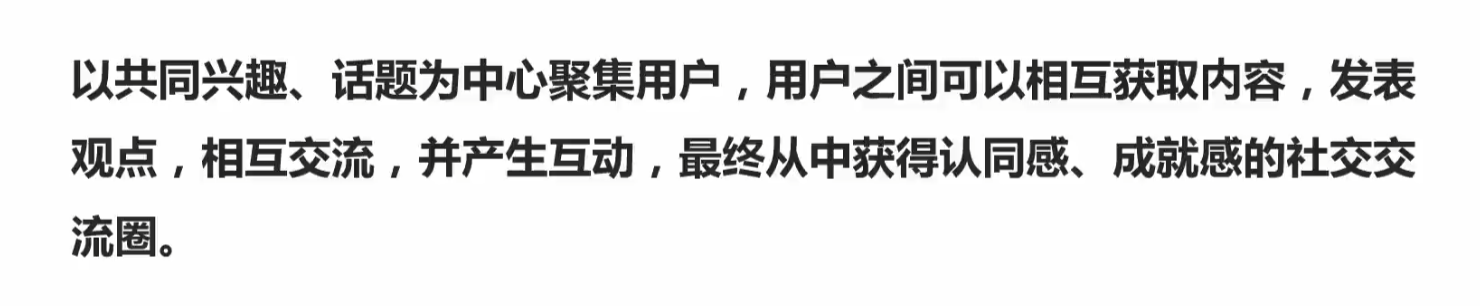 以共同兴趣、话题为中心聚集用户，用户之间可以相互获取内容，发表
观点，相互交流，并产生互动，最终从中获得认同感、成就感的社交交
流圈。